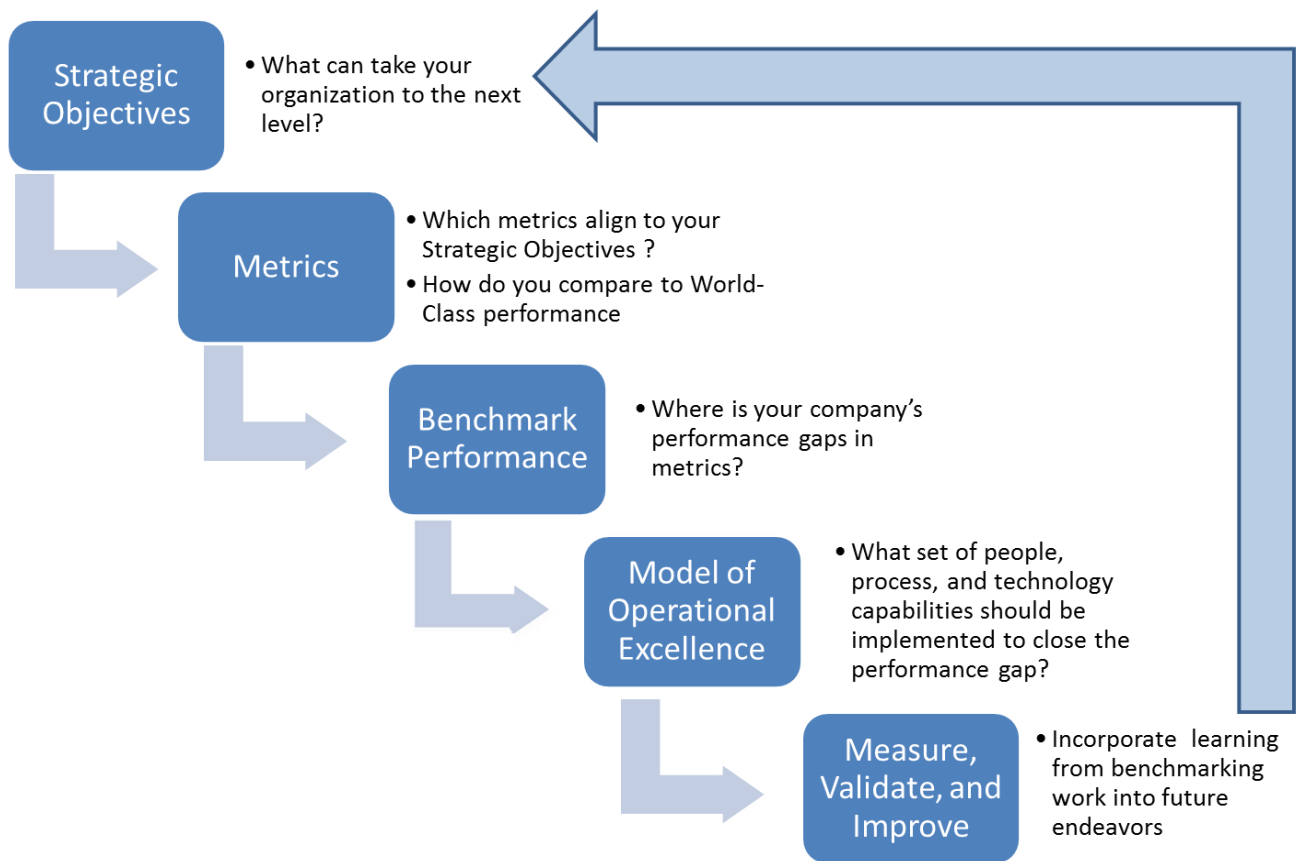 Strategic
Objectives
• What can take your
organization to the next
level?
Metrics
• Which metrics align to your
Strategic Objectives ?
• How do you compare to World-
Class performance
Benchmark
Performance
• Where is your company’s
performance gaps in
metrics?
Model of
Operational
Excellence
• What set of people,
process, and technology
capabilities should be
implemented to close the
performance gap?
Measure,
Validate, and
Improve
• Incorporate learning
from benchmarking
work into future
endeavors